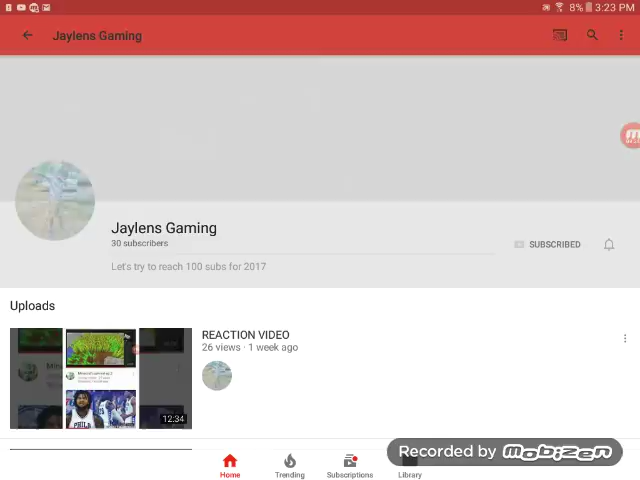 8% 3:23 PM
Jaylens Gaming
Jaylens Gaming
30 subscribers
SUBSCRIBED
Let's try to reach 100 subs for 2017
Uploads
REACTION VIDEO
26 views · 1 week ago
PHILA
12:34
Home
Trending
Subscriptions
Library
Recorded by MOBIZEN